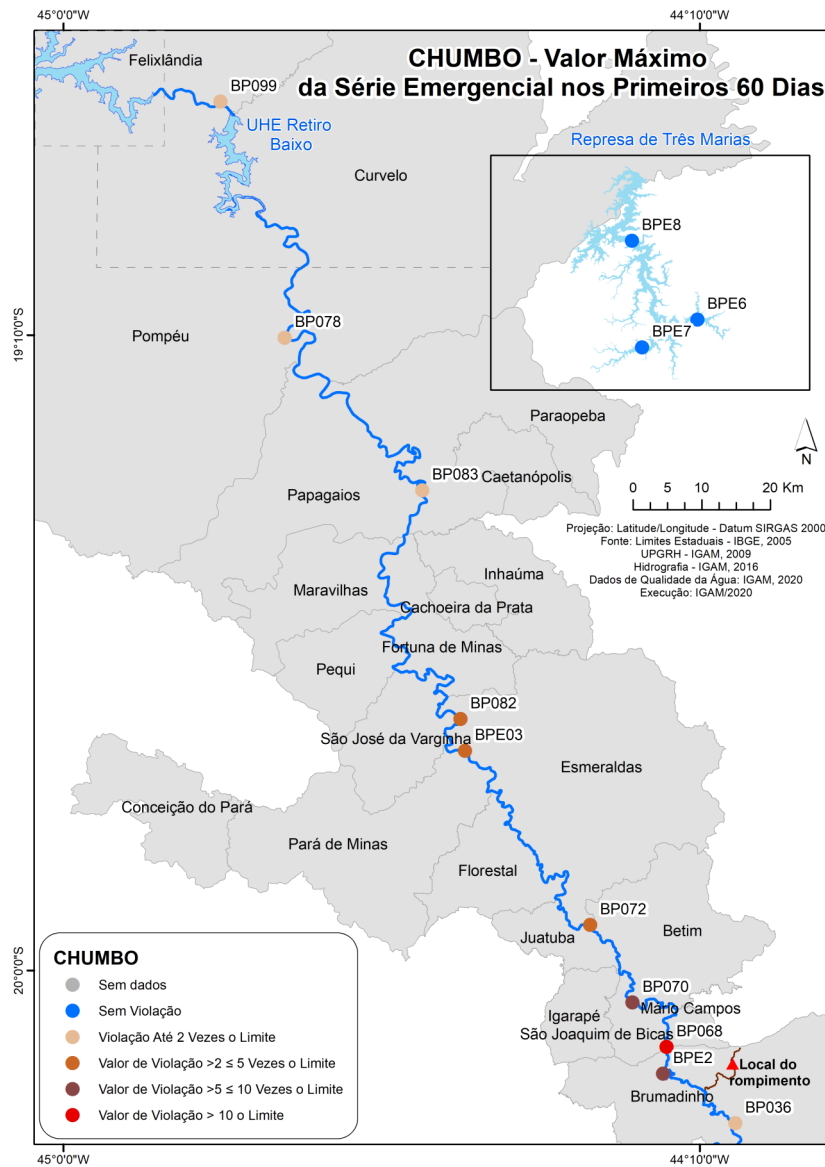 45°0'0"W
44°10'0"W
CHUMBO - Valor Máximo
da Série Emergencial nos Primeiros 60 Dias
Felixlândia
BP099
UHE Retiro
Baixo
Represa de Três Marias
Curvelo
BPE8
BPE6
BPE7
19°10'0"S
Pompéu
BP078
Paraopeba
N
BP083
Caetanópolis
Papagaios
0 5 10 20 Km
Projeção: Latitude/Longitude - Datum SIRGAS 2000
Fonte: Limites Estaduais - IBGE, 2005
UPGRH - IGAM, 2009
Hidrografia - IGAM, 2016
Dados de Qualidade da Água: IGAM, 2020
Execução: IGAM/2020
Inhaúma
Maravilhas
Cachoeira da Prata
Fortuna de Minas
Pequi
BP082
São José da Varginha
BPE03
Esmeraldas
Conceição do Pará
Pará de Minas
Florestal
BP072
Juatuba
Betim
20°0'0"S
BP070
Mário Campos
Igarapé
São Joaquim de Bicas
BP068
BPE2
Local do
rompimento
Brumadinho
BP036
CHUMBO
Sem dados
Sem Violação
Violação Até 2 Vezes o Limite
Valor de Violação >2 ≤ 5 Vezes o Limite
Valor de Violação >5 ≤ 10 Vezes o Limite
Valor de Violação > 10 o Limite
45°0'0"W
44°10'0"W